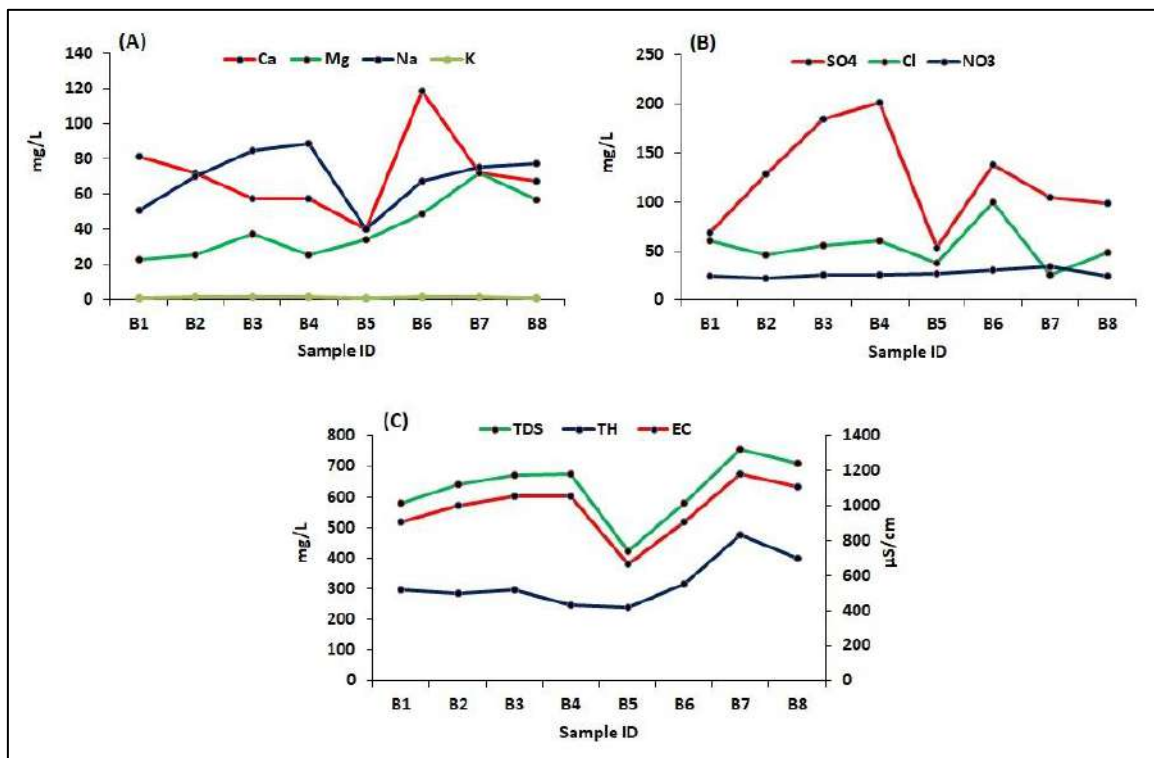 (A)
Ca Mg Na K
140
120
100
80
60
40
20
0
mg/L
B1 B2 B3 B4 B5 B6 B7 B8
Sample ID
(B)
SO4 Cl NO3
250
200
150
100
50
0
mg/L
B1 B2 B3 B4 B5 B6 B7 B8
Sample ID
(C)
TDS TH EC
800
700
600
500
400
300
200
100
0
mg/L
1400
1200
1000
800
600
400
200
0
µS/cm
B1 B2 B3 B4 B5 B6 B7 B8
Sample ID